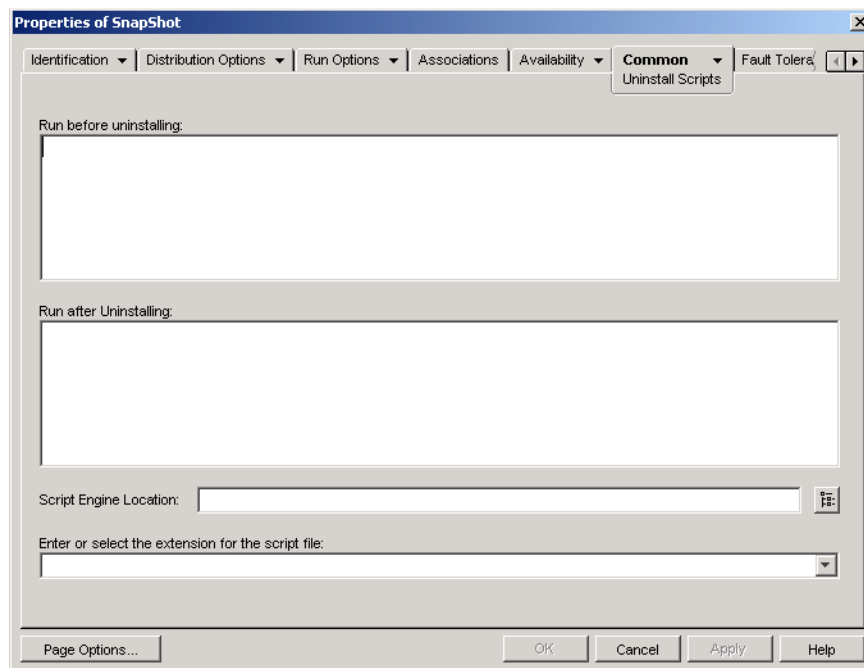 Properties of SnapShot
Identification Distribution Options Run Options Associations Availability Common Fault Tolera
Uninstall Scripts
Run before uninstalling:
Run after Uninstalling:
Script Engine Location:
Enter or select the extension for the script file:
Page Options... OK Cancel Apply Help